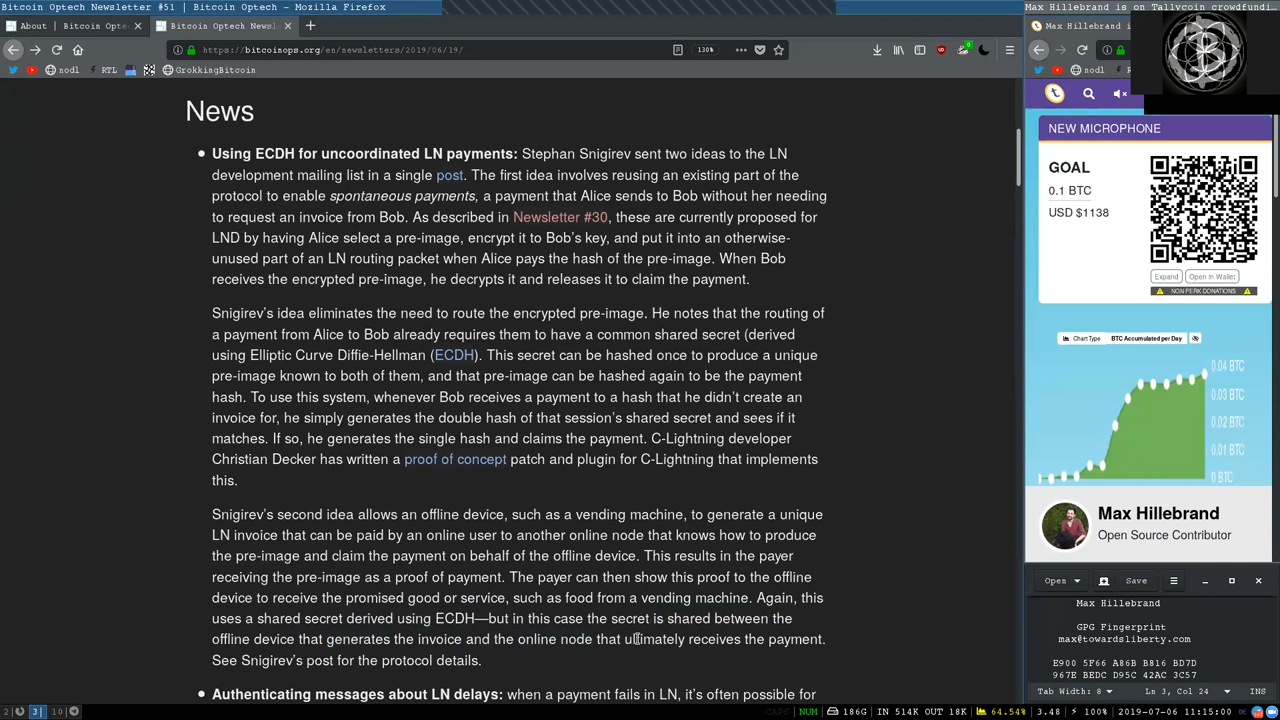 Bitcoin Optech Newsletter #51 | Bitcoin Optech - Mozilla Firefox
Max Hillebrand is on Tallycoin crowdfundi
About | Bitcoin Opt
Bitcoin Optech Newsl
Max Hillebrand is
https://bitcoinops.org/en/newsletters/2019/06/19/
130%
nodl
RTL
GrokkingBitcoin
nodl
News
Using ECDH for uncoordinated LN payments: Stephan Snigirev sent two ideas to the LN
development mailing list in a single post. The first idea involves reusing an existing part of the
protocol to enable spontaneous payments, a payment that Alice sends to Bob without her needing
to request an invoice from Bob. As described in Newsletter #30, these are currently proposed for
LND by having Alice select a pre-image, encrypt it to Bob's key, and put it into an otherwise-
unused part of an LN routing packet when Alice pays the hash of the pre-image. When Bob
receives the encrypted pre-image, he decrypts it and releases it to claim the payment.
Snigirev's idea eliminates the need to route the encrypted pre-image. He notes that the routing of
a payment from Alice to Bob already requires them to have a common shared secret (derived
using Elliptic Curve Diffie-Hellman (ECDH). This secret can be hashed once to produce a unique
pre-image known to both of them, and that pre-image can be hashed again to be the payment
hash. To use this system, whenever Bob receives a payment to a hash that he didn't create an
invoice for, he simply generates the double hash of that session's shared secret and sees if it
matches. If so, he generates the single hash and claims the payment. C-Lightning developer
Christian Decker has written a proof of concept patch and plugin for C-Lightning that implements
this.
Snigirev's second idea allows an offline device, such as a vending machine, to generate a unique
LN invoice that can be paid by an online user to another online node that knows how to produce
the pre-image and claim the payment on behalf of the offline device. This results in the payer
receiving the pre-image as a proof of payment. The payer can then show this proof to the offline
device to receive the promised good or service, such as food from a vending machine. Again, this
uses a shared secret derived using ECDH—but in this case the secret is shared between the
offline device that generates the invoice and the online node that ultimately receives the payment.
See Snigirev's post for the protocol details.
Authenticating messages about LN delays: when a payment fails in LN, it's often possible for
NEW MICROPHONE
GOAL
0.1 BTC
USD $1138
Expand
Open in Wallet
NON PERK DONATIONS
Chart Type
BTC Accumulated per Day
0.04 BTC
0.03 BTC
0.02 BTC
0.01 BTC
0 BTC
Max Hillebrand
Open Source Contributor
Open
Save
Max Hillebrand
GPG Fingerprint
max@towardsliberty.com
E900 5F66 A86B B816 BD7D
967E BEDC D95C 42AC 3C57
Tab Width: 8
Ln 3, Col 24
INS
2
3
10
CAPS
NUM
186G
IN 514K OUT 18K
64.54%
3.48
100%
2019-07-06
11:15:00
DE